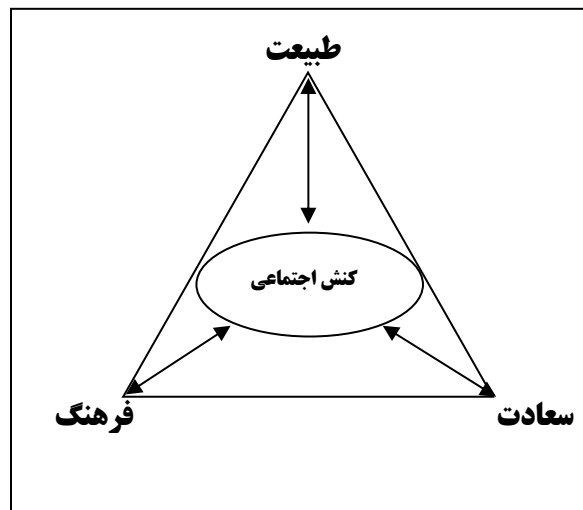 طبیعت
کنش اجتماعی
سعادت
فرهنگ